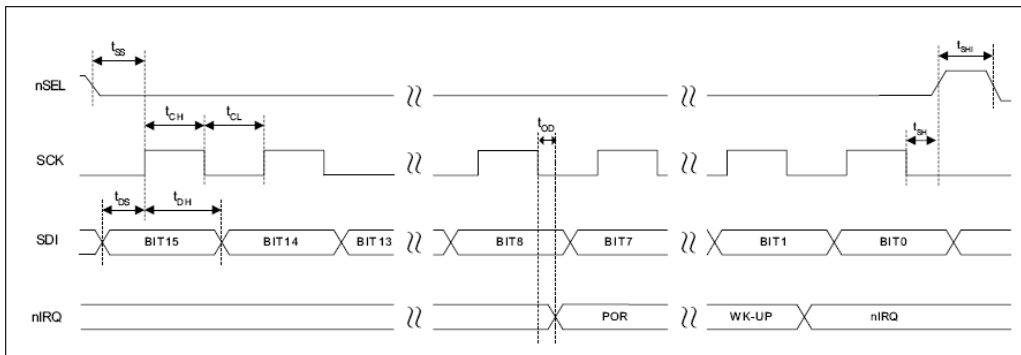 tSS tSHI
nSEL
tCH tCL tOD tSH
SCK
tDS tDH
SDI BIT15 BIT14 BIT13 BIT8 BIT7 BIT1 BIT0
nIRQ POR WK-UP nIRQ